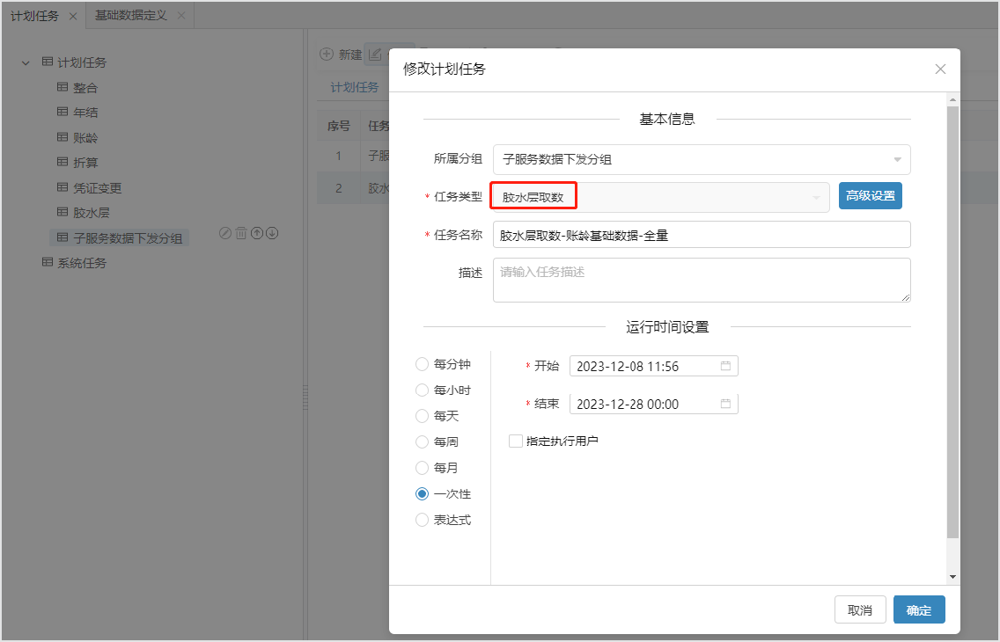 计划任务
基础数据定义
计划任务
整合
年结
账龄
折算
凭证变更
胶水层
子服务数据下发分组
系统任务
新建
计划任务
序号 任务
1 子服
2 胶水
修改计划任务
基本信息
所属分组 子服务数据下发分组
* 任务类型 胶水层取数 高级设置
* 任务名称 胶水层取数-账龄基础数据-全量
描述 请输入任务描述
运行时间设置
每分钟
每小时
每天
每周
每月
一次性
表达式
* 开始 2023-12-08 11:56
* 结束 2023-12-28 00:00
指定执行用户
取消 确定